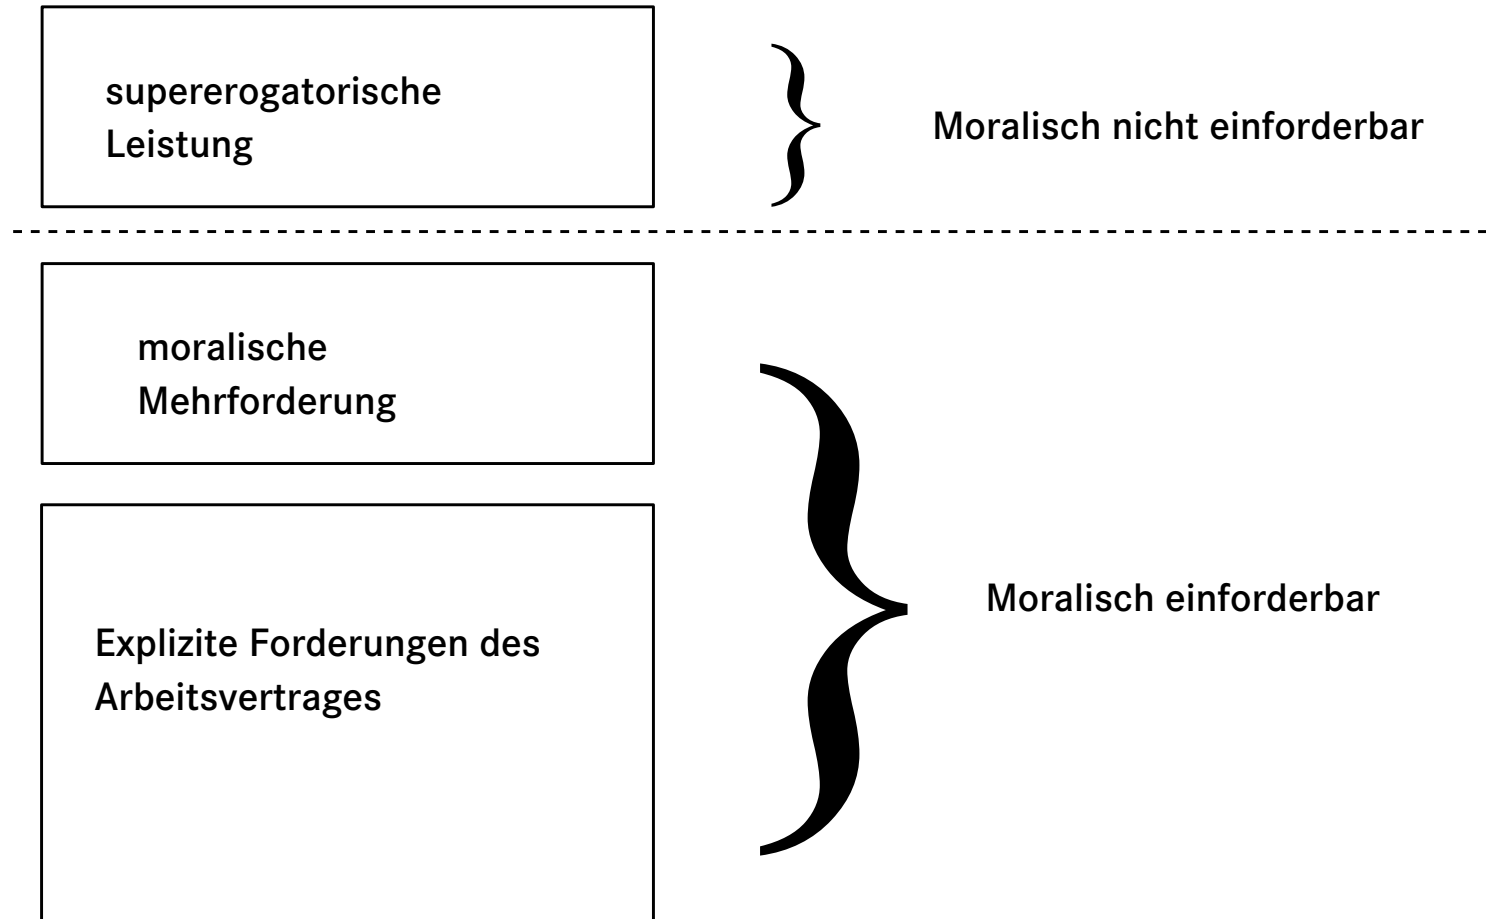 supererogatorische
Leistung
Moralisch nicht einforderbar
moralische
Mehrforderung
Explizite Forderungen des
Arbeitsvertrages
Moralisch einforderbar